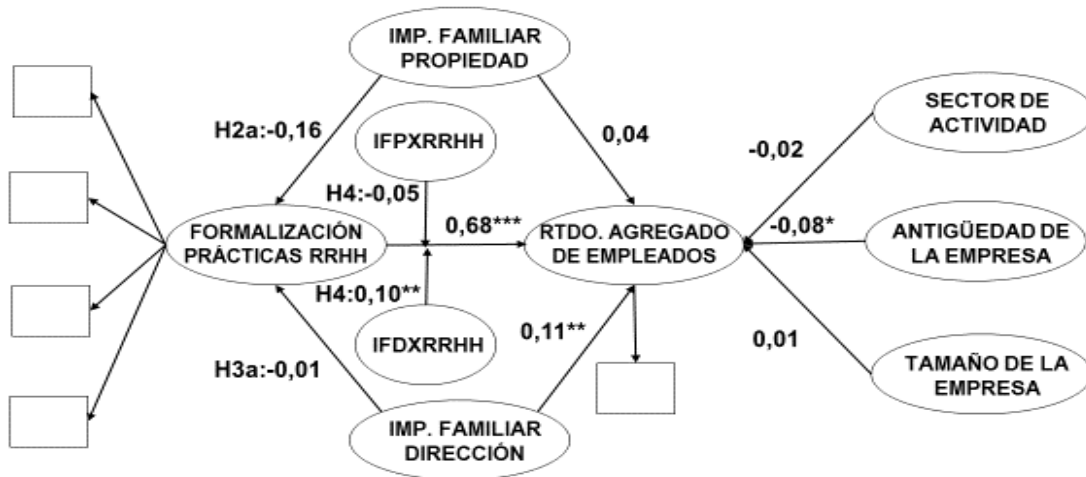 IMP. FAMILIAR
PROPIEDAD
SECTOR DE
ACTIVIDAD
H2a:-0,16
IFPXRRHH
0,04
-0,02
H4:-0,05
FORMALIZACIÓN
PRÁCTICAS RRHH
0,68***
RTDO. AGREGADO
DE EMPLEADOS
-0,08*
ANTIGÜEDAD DE
LA EMPRESA
H4:0,10**
IFDXRRHH
0,11**
0,01
H3a:-0,01
TAMAÑO DE LA
EMPRESA
IMP. FAMILIAR
DIRECCIÓN